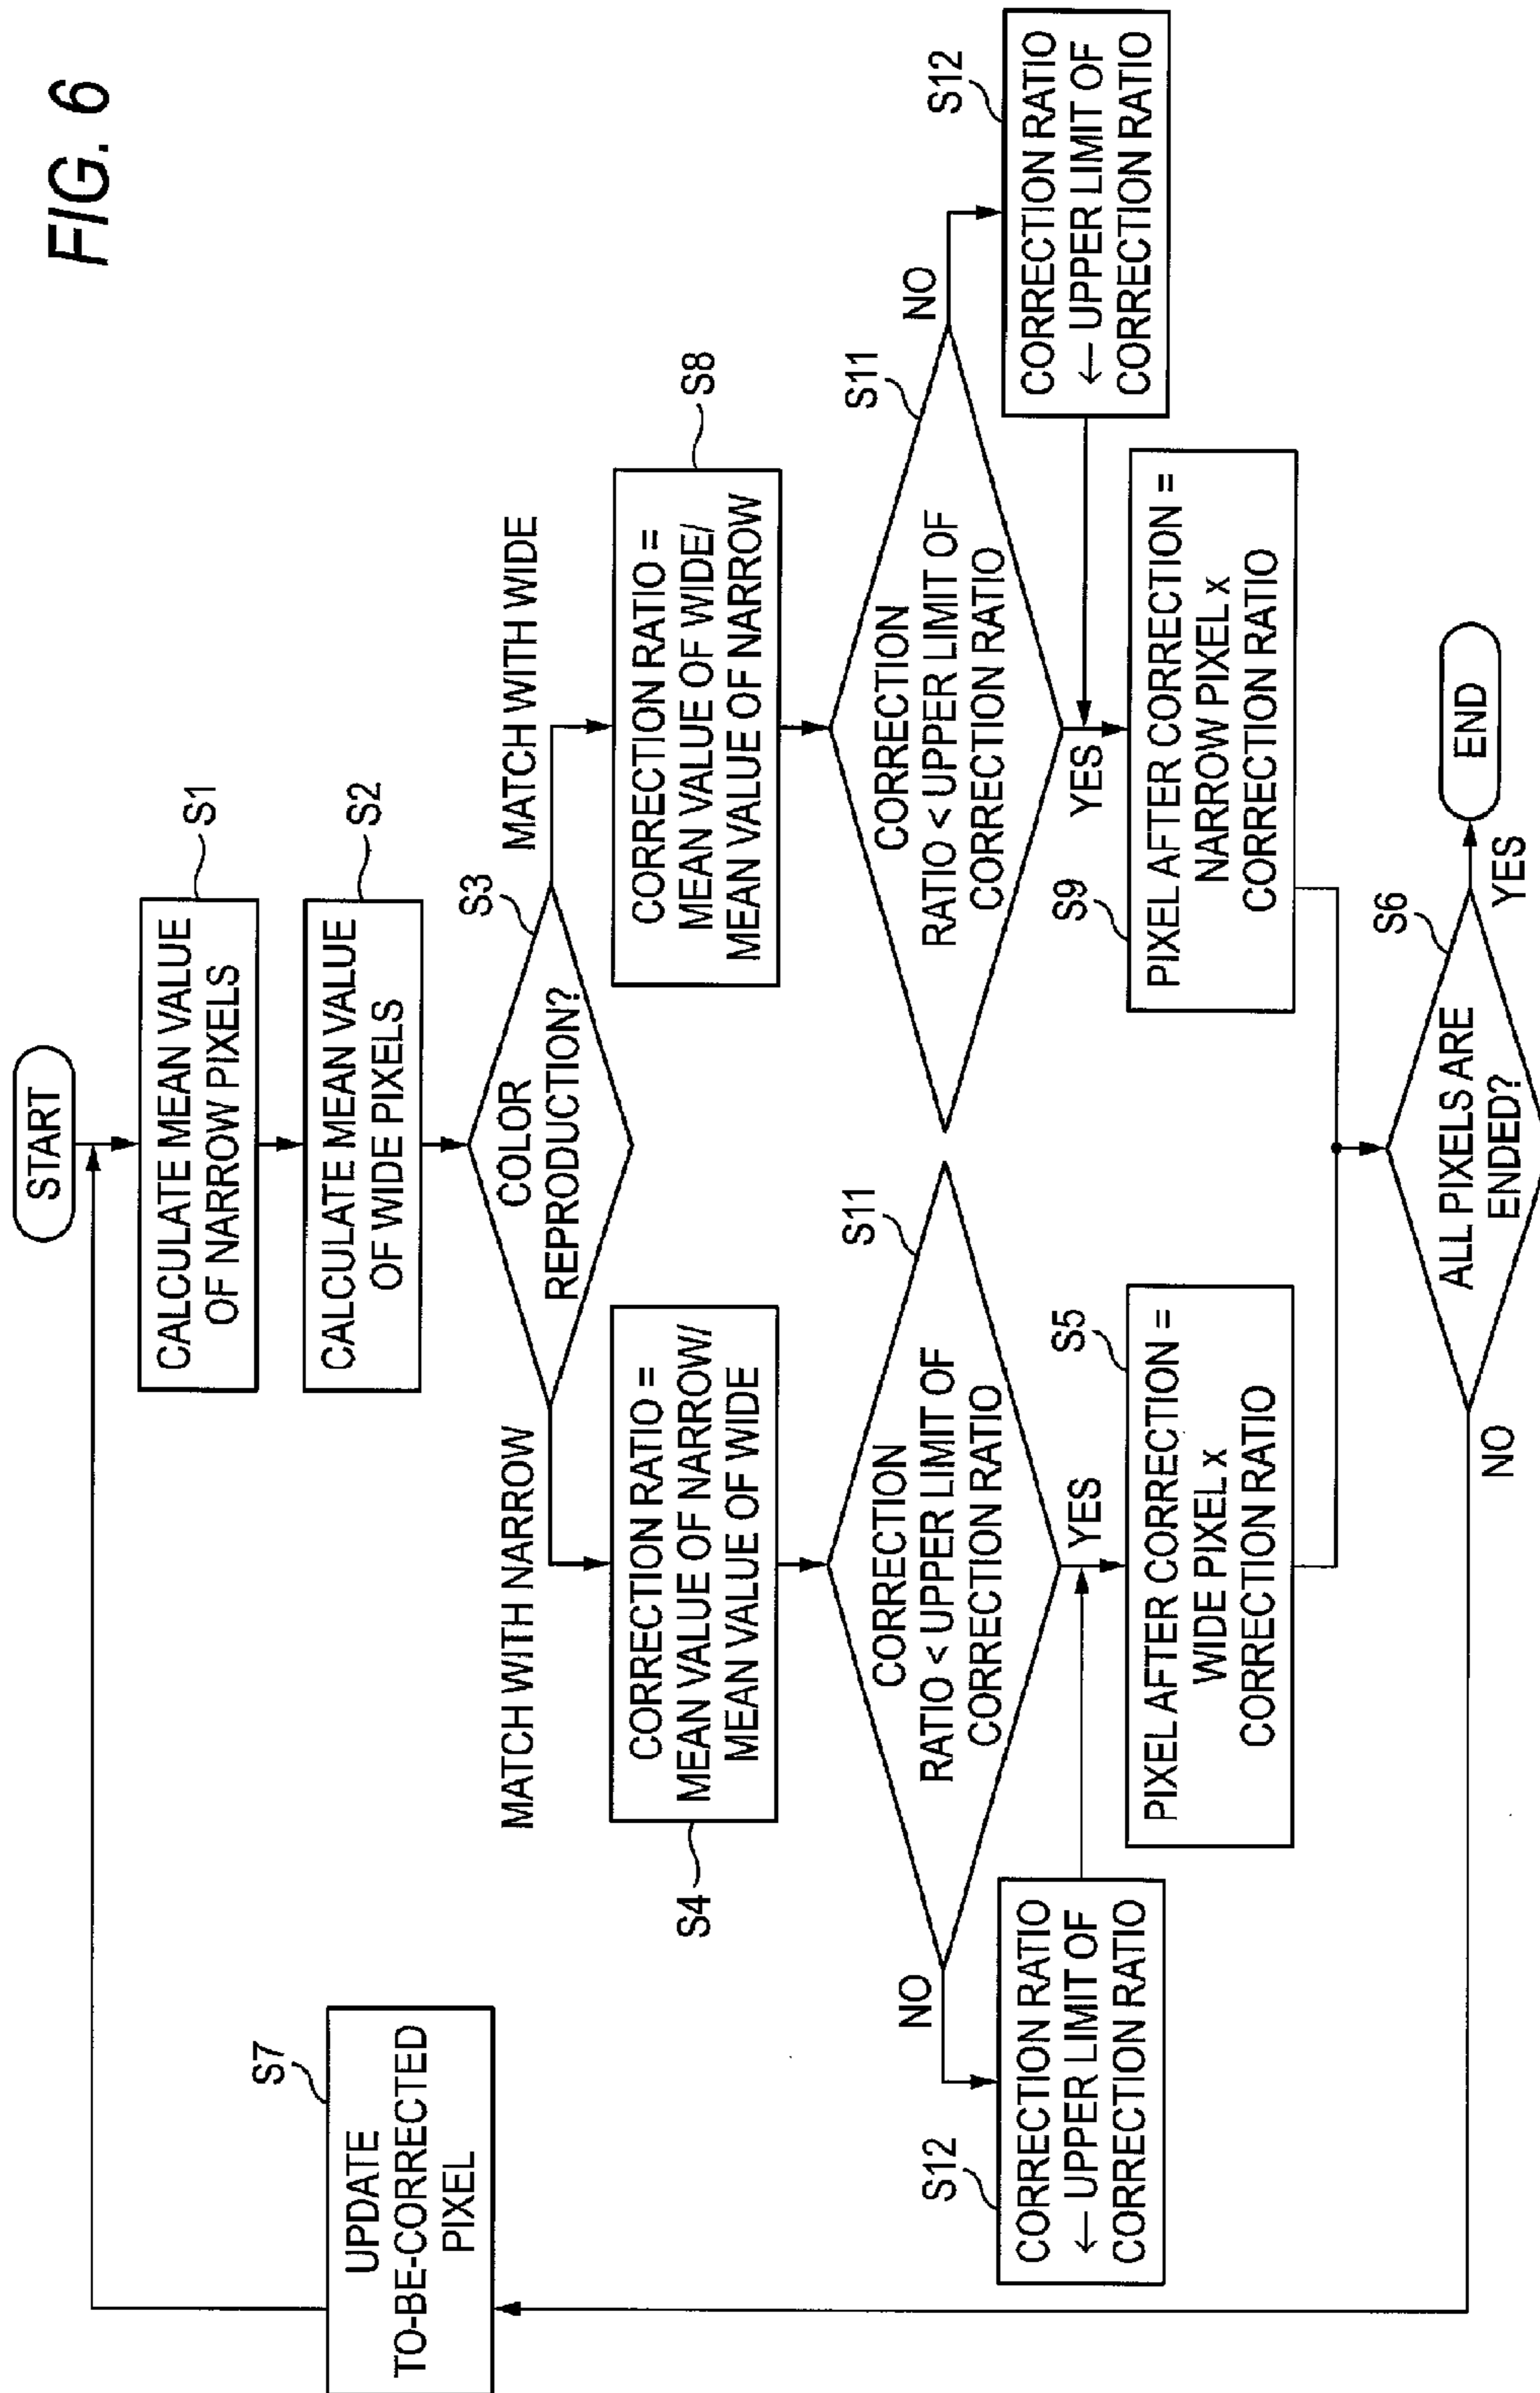 FIG. 6
START
CALCULATE MEAN VALUE
OF NARROW PIXELS
S1
CALCULATE MEAN VALUE
OF WIDE PIXELS
S2
COLOR
REPRODUCTION?
S3
MATCH WITH NARROW
MATCH WITH WIDE
CORRECTION RATIO =
MEAN VALUE OF NARROW/
MEAN VALUE OF WIDE
S4
CORRECTION RATIO =
MEAN VALUE OF WIDE/
MEAN VALUE OF NARROW
S8
CORRECTION
RATIO < UPPER LIMIT OF
CORRECTION RATIO
S11
NO
YES
CORRECTION
RATIO < UPPER LIMIT OF
CORRECTION RATIO
S11
NO
YES
S12
CORRECTION RATIO
← UPPER LIMIT OF
CORRECTION RATIO
S12
CORRECTION RATIO
← UPPER LIMIT OF
CORRECTION RATIO
S5
PIXEL AFTER CORRECTION =
WIDE PIXEL x
CORRECTION RATIO
S9
PIXEL AFTER CORRECTION =
NARROW PIXEL x
CORRECTION RATIO
ALL PIXELS ARE
ENDED?
S6
NO
YES
END
S7
UPDATE
TO-BE-CORRECTED
PIXEL